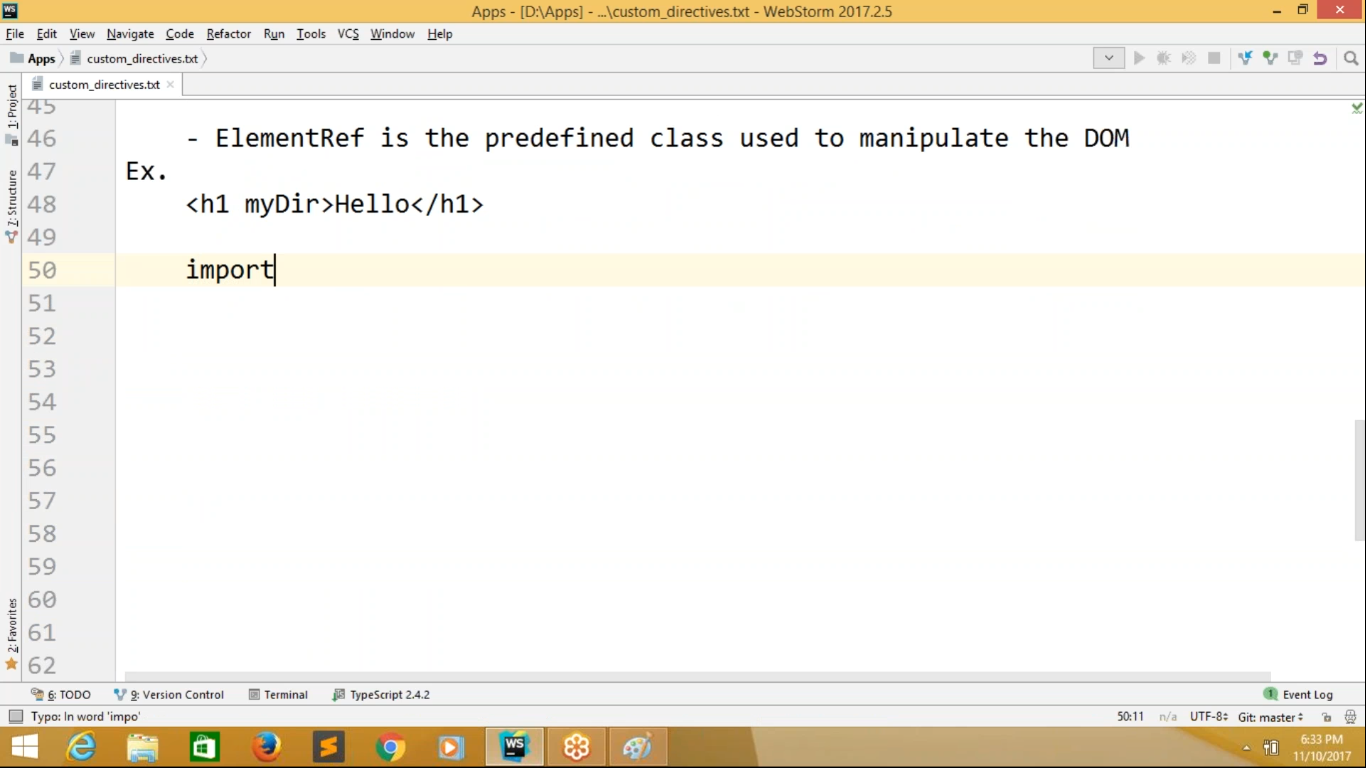 WS
Apps - [D:\Apps] - ...\custom_directives.txt - WebStorm 2017.2.5
File Edit View Navigate Code Refactor Run Tools VCS Window Help
Apps custom_directives.txt
custom_directives.txt
1: Project
7: Structure
2: Favorites
45
46 - ElementRef is the predefined class used to manipulate the DOM
47 Ex.
48 <h1 myDir>Hello</h1>
49
50 import
51
52
53
54
55
56
57
58
59
60
61
62
6: TODO 9: Version Control Terminal TypeScript 2.4.2 1 Event Log
Typo: In word 'impo' 50:11 n/a UTF-8 Git: master
WS
6:33 PM
11/10/2017